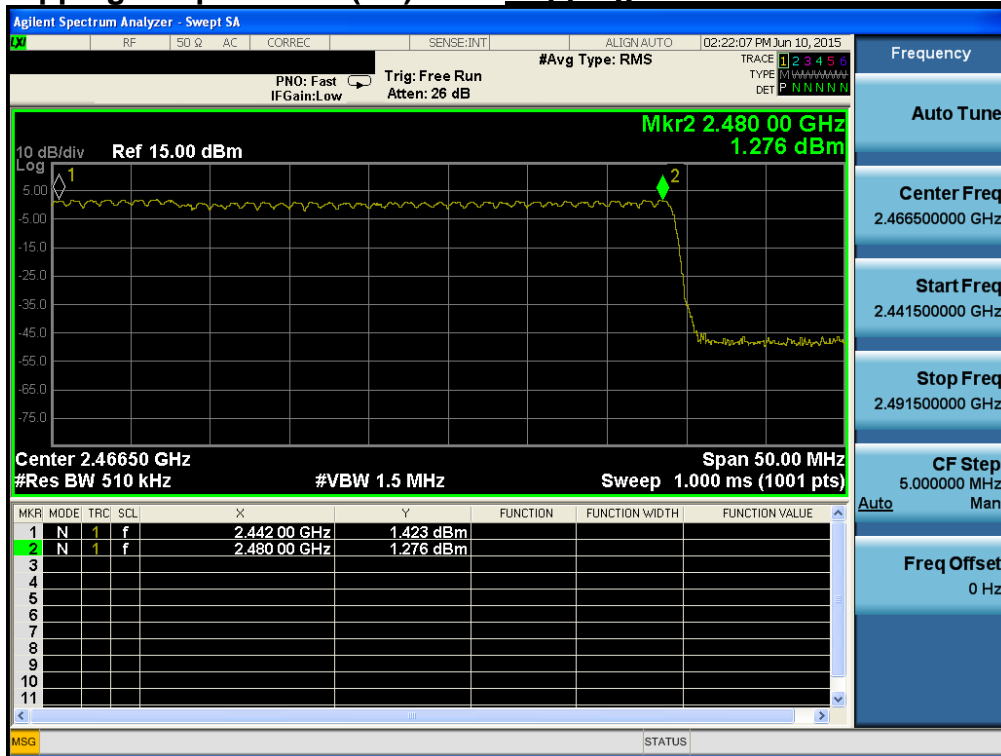 Agilent Spectrum Analyzer - Swept SA
LXI RF 50 Ω AC CORREC SENSE:INT ALIGN AUTO 02:22:07 PM Jun 10, 2015
#Avg Type: RMS
TRACE 1 2 3 4 5 6
TYPE M W W W W W
DET P N N N N N
PNO: Fast
IFGain:Low
Trig: Free Run
Atten: 26 dB
Mkr2 2.480 00 GHz
1.276 dBm
10 dB/div Ref 15.00 dBm
Log
1
2
5.00
-5.00
-15.0
-25.0
-35.0
-45.0
-55.0
-65.0
-75.0
Center 2.46650 GHz Span 50.00 MHz
#Res BW 510 kHz #VBW 1.5 MHz Sweep 1.000 ms (1001 pts)
MKR MODE TRC SCL X Y FUNCTION FUNCTION WIDTH FUNCTION VALUE
1 N 1 f 2.442 00 GHz 1.423 dBm
2 N 1 f 2.480 00 GHz 1.276 dBm
3
4
5
6
7
8
9
10
11
MSG STATUS
Frequency
Auto Tune
Center Freq
2.466500000 GHz
Start Freq
2.441500000 GHz
Stop Freq
2.491500000 GHz
CF Step
5.000000 MHz
Auto Man
Freq Offset
0 Hz